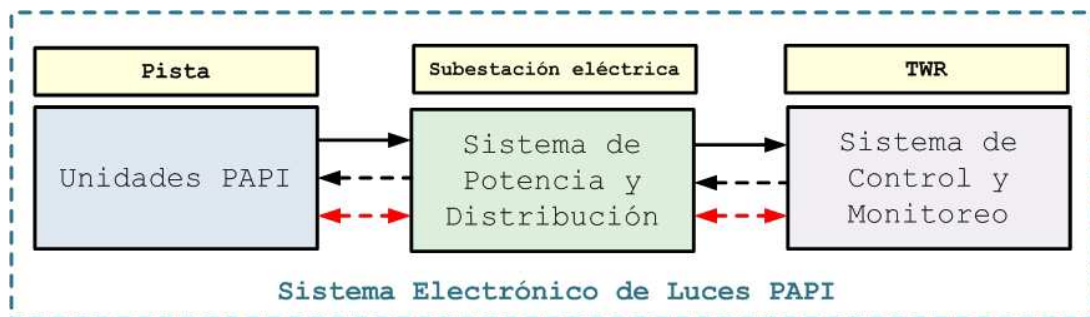 Pista
Subestación eléctrica
TWR
Unidades PAPI
Sistema de
Potencia y
Distribución
Sistema de
Control y
Monitoreo
Sistema Electrónico de Luces PAPI